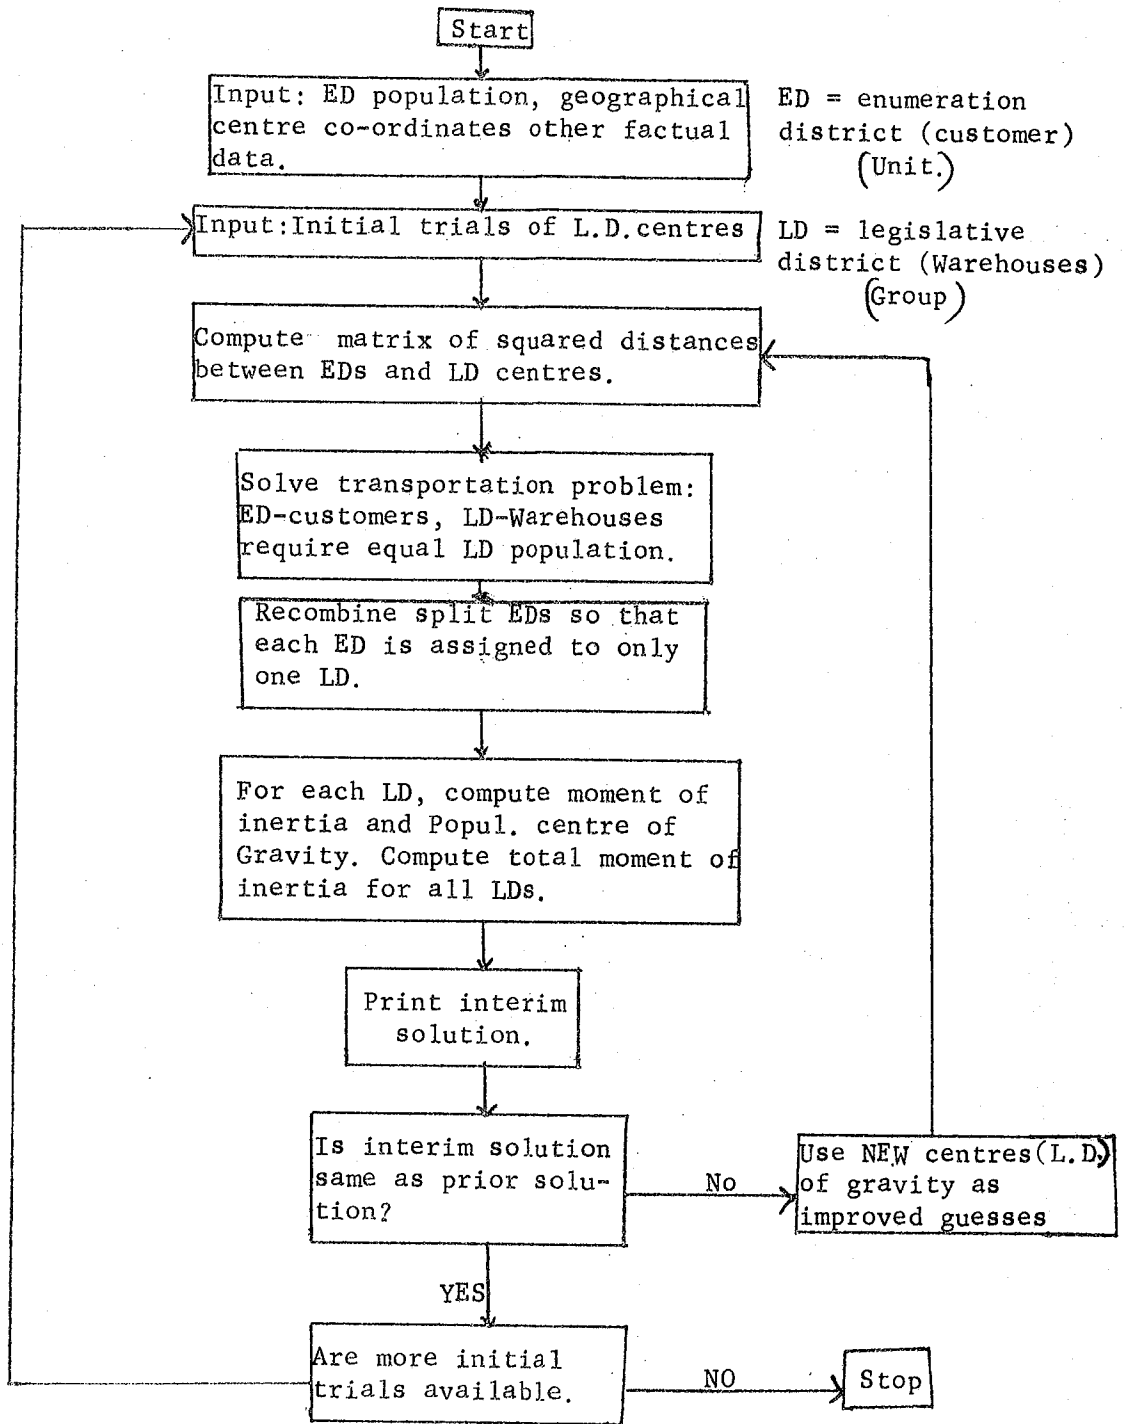 Start
Input: ED population, geographical
centre co-ordinates other factual
data.
ED = enumeration
district (customer)
(Unit.)
Input:Initial trials of L.D.centres
LD = legislative
district (Warehouses)
(Group)
Compute matrix of squared distances
between EDs and LD centres.
Solve transportation problem:
ED-customers, LD-Warehouses
require equal LD population.
Recombine split EDs so that
each ED is assigned to only
one LD.
For each LD, compute moment of
inertia and Popul. centre of
Gravity. Compute total moment of
inertia for all LDs.
Print interim
solution.
Is interim solution
same as prior solu-
tion?
No
Use NEW centres(L.D.)
of gravity as
improved guesses
YES
Are more initial
trials available.
NO
Stop